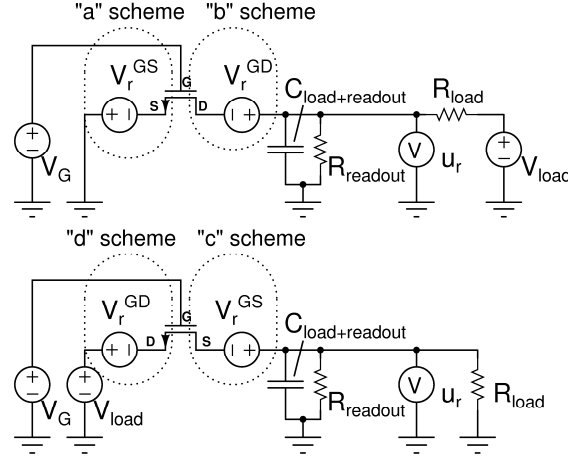 "a" scheme "b" scheme
V_r^GS V_r^GD
G
S D
+ − − +
C_load+readout
R_load
+
−
V_G
R_readout
V
u_r
+
−
V_load
"d" scheme "c" scheme
V_r^GD V_r^GS
G
D S
+ − − +
C_load+readout
+
−
V_G
+
−
V_load
R_readout
V
u_r
R_load